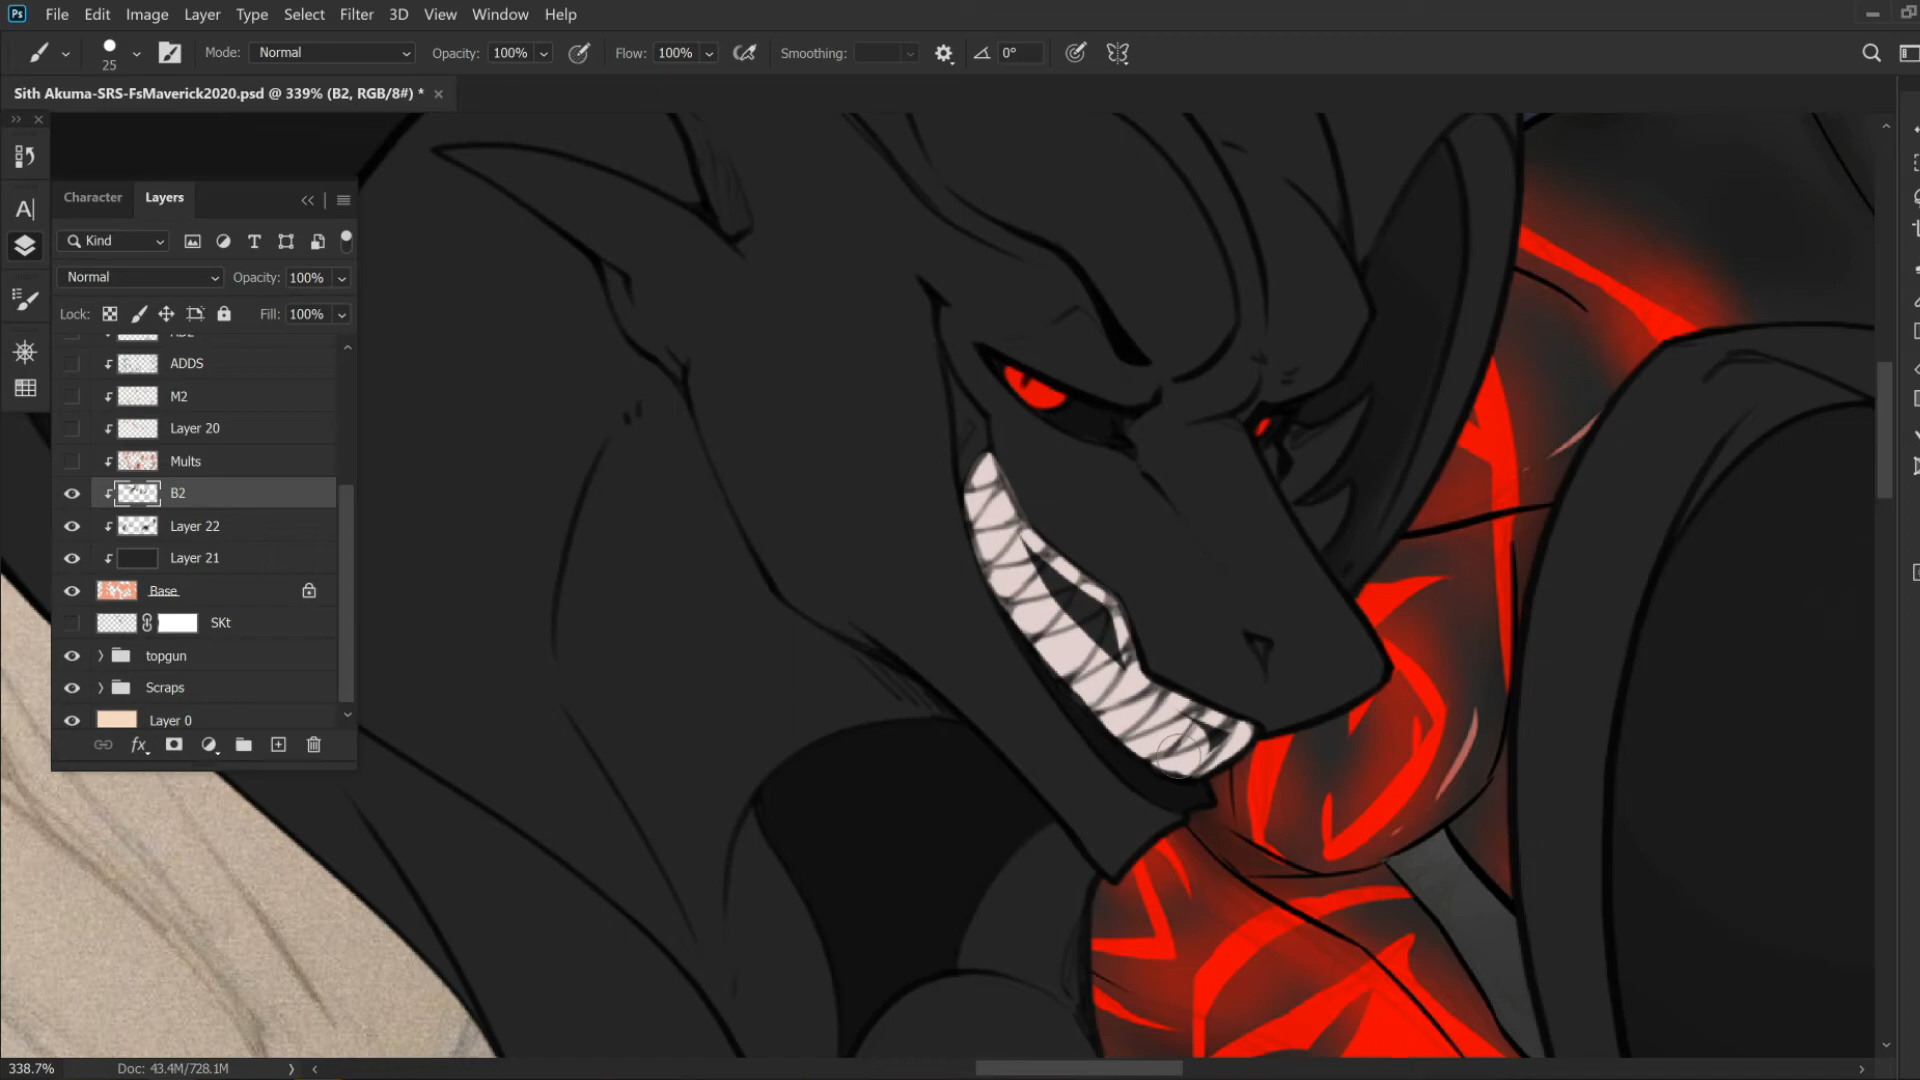 Ps File Edit Image Layer Type Select Filter 3D View Window Help
25 Mode: Normal Opacity: 100% Flow: 100% Smoothing: 0°
Sith Akuma-SRS-FsMaverick2020.psd @ 339% (B2, RGB/8#) * ×
Character Layers
Kind
Normal Opacity: 100%
Lock: Fill: 100%
ADDS
M2
Layer 20
Mults
B2
Layer 22
Layer 21
Base
SKt
topgun
Scraps
Layer 0
fx
338.7% Doc: 43.4M/728.1M